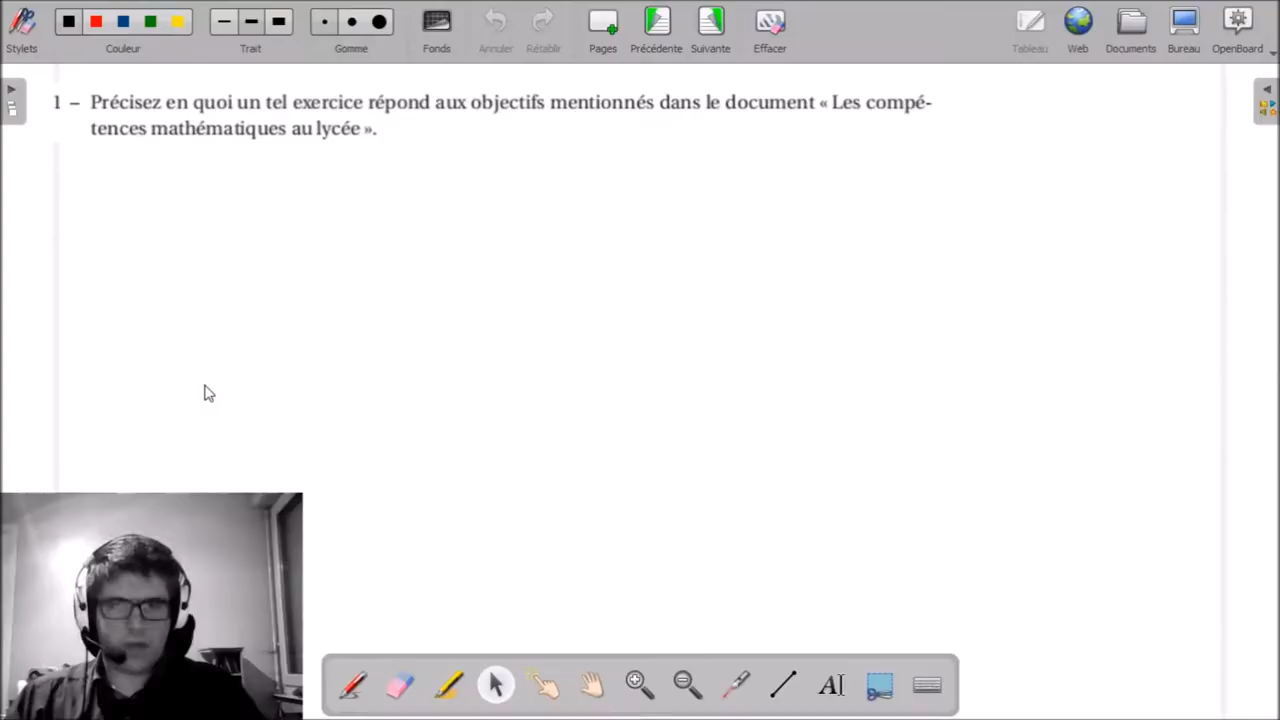 Stylets
Couleur
Trait
Gomme
Fonds
Annuler
Rétablir
Pages
Précédente
Suivante
Effacer
Tableau
Web
Documents
Bureau
OpenBoard
1 – Précisez en quoi un tel exercice répond aux objectifs mentionnés dans le document « Les compé-
tences mathématiques au lycée ».
AI